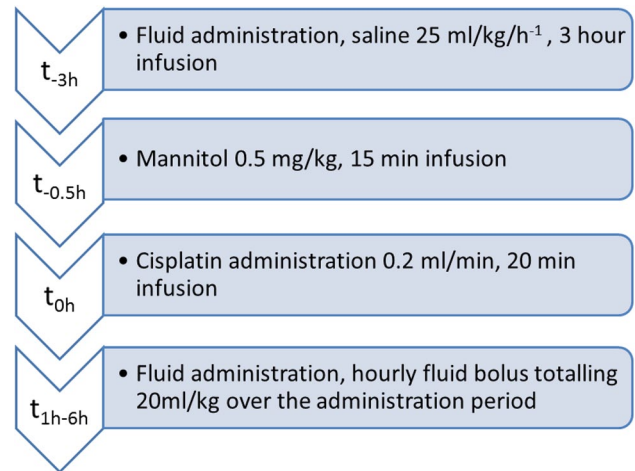 t-3h
• Fluid administration, saline 25 ml/kg/h-1 , 3 hour
infusion
t-0.5h
• Mannitol 0.5 mg/kg, 15 min infusion
t0h
• Cisplatin administration 0.2 ml/min, 20 min
infusion
t1h-6h
• Fluid administration, hourly fluid bolus totalling
20ml/kg over the administration period